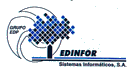 GRUPO
EDP
EDINFOR
Sistemas Informáticos, S.A.